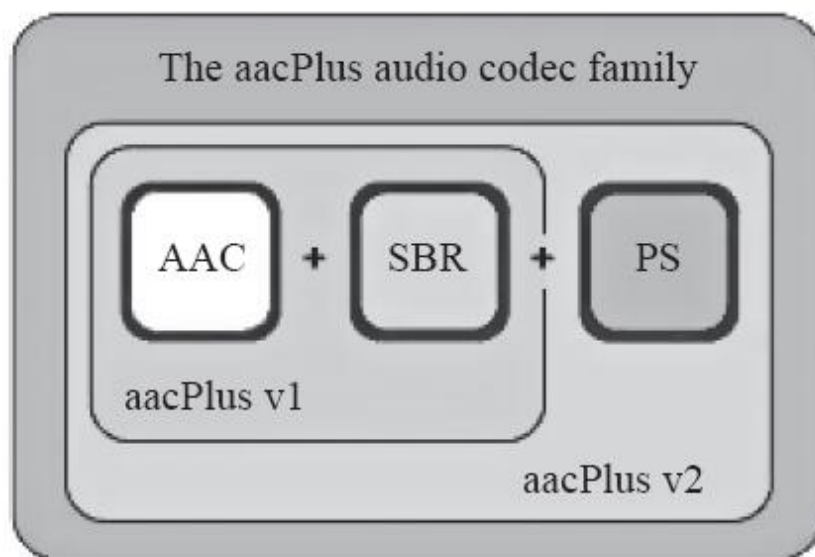 The aacPlus audio codec family
AAC + SBR + PS
aacPlus v1
aacPlus v2